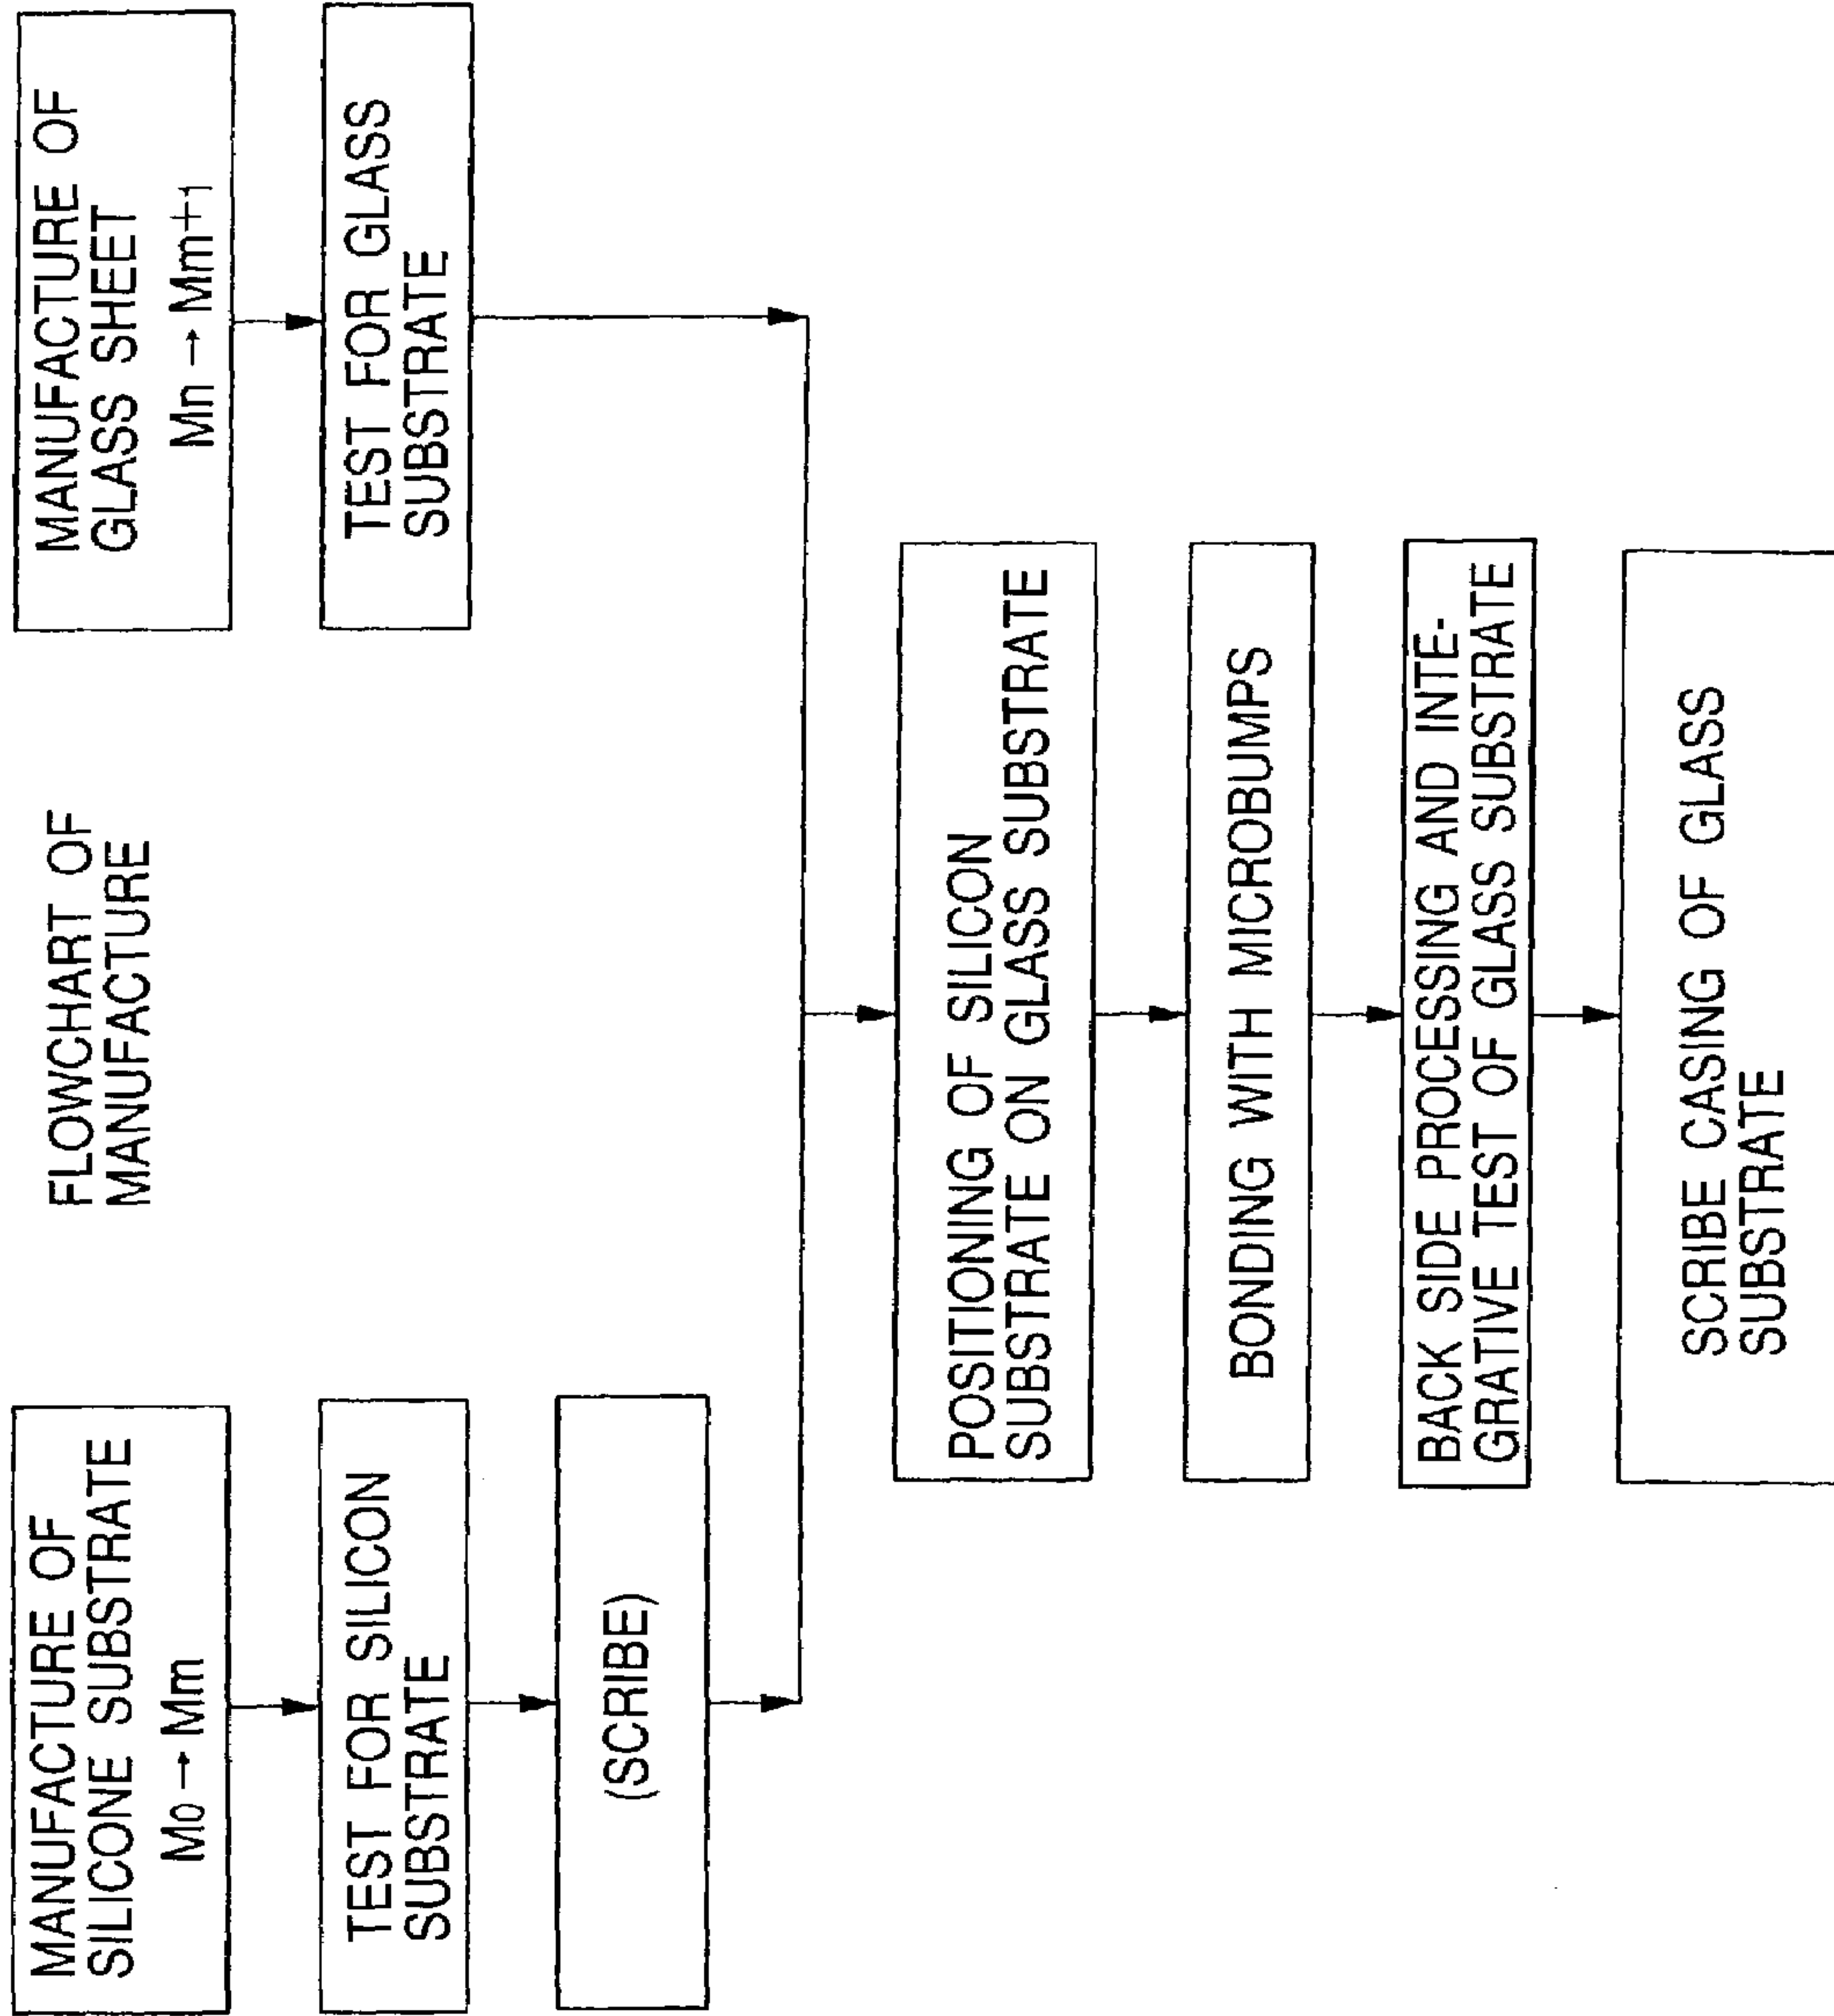 FLOWCHART OF
MANUFACTURE
MANUFACTURE OF
SILICONE SUBSTRATE
Mo → Mm
TEST FOR SILICON
SUBSTRATE
(SCRIBE)
MANUFACTURE OF
GLASS SHEET
Mn → Mm+1
TEST FOR GLASS
SUBSTRATE
POSITIONING OF SILICON
SUBSTRATE ON GLASS SUBSTRATE
BONDING WITH MICROBUMPS
BACK SIDE PROCESSING AND INTE-
GRATIVE TEST OF GLASS SUBSTRATE
SCRIBE CASING OF GLASS
SUBSTRATE